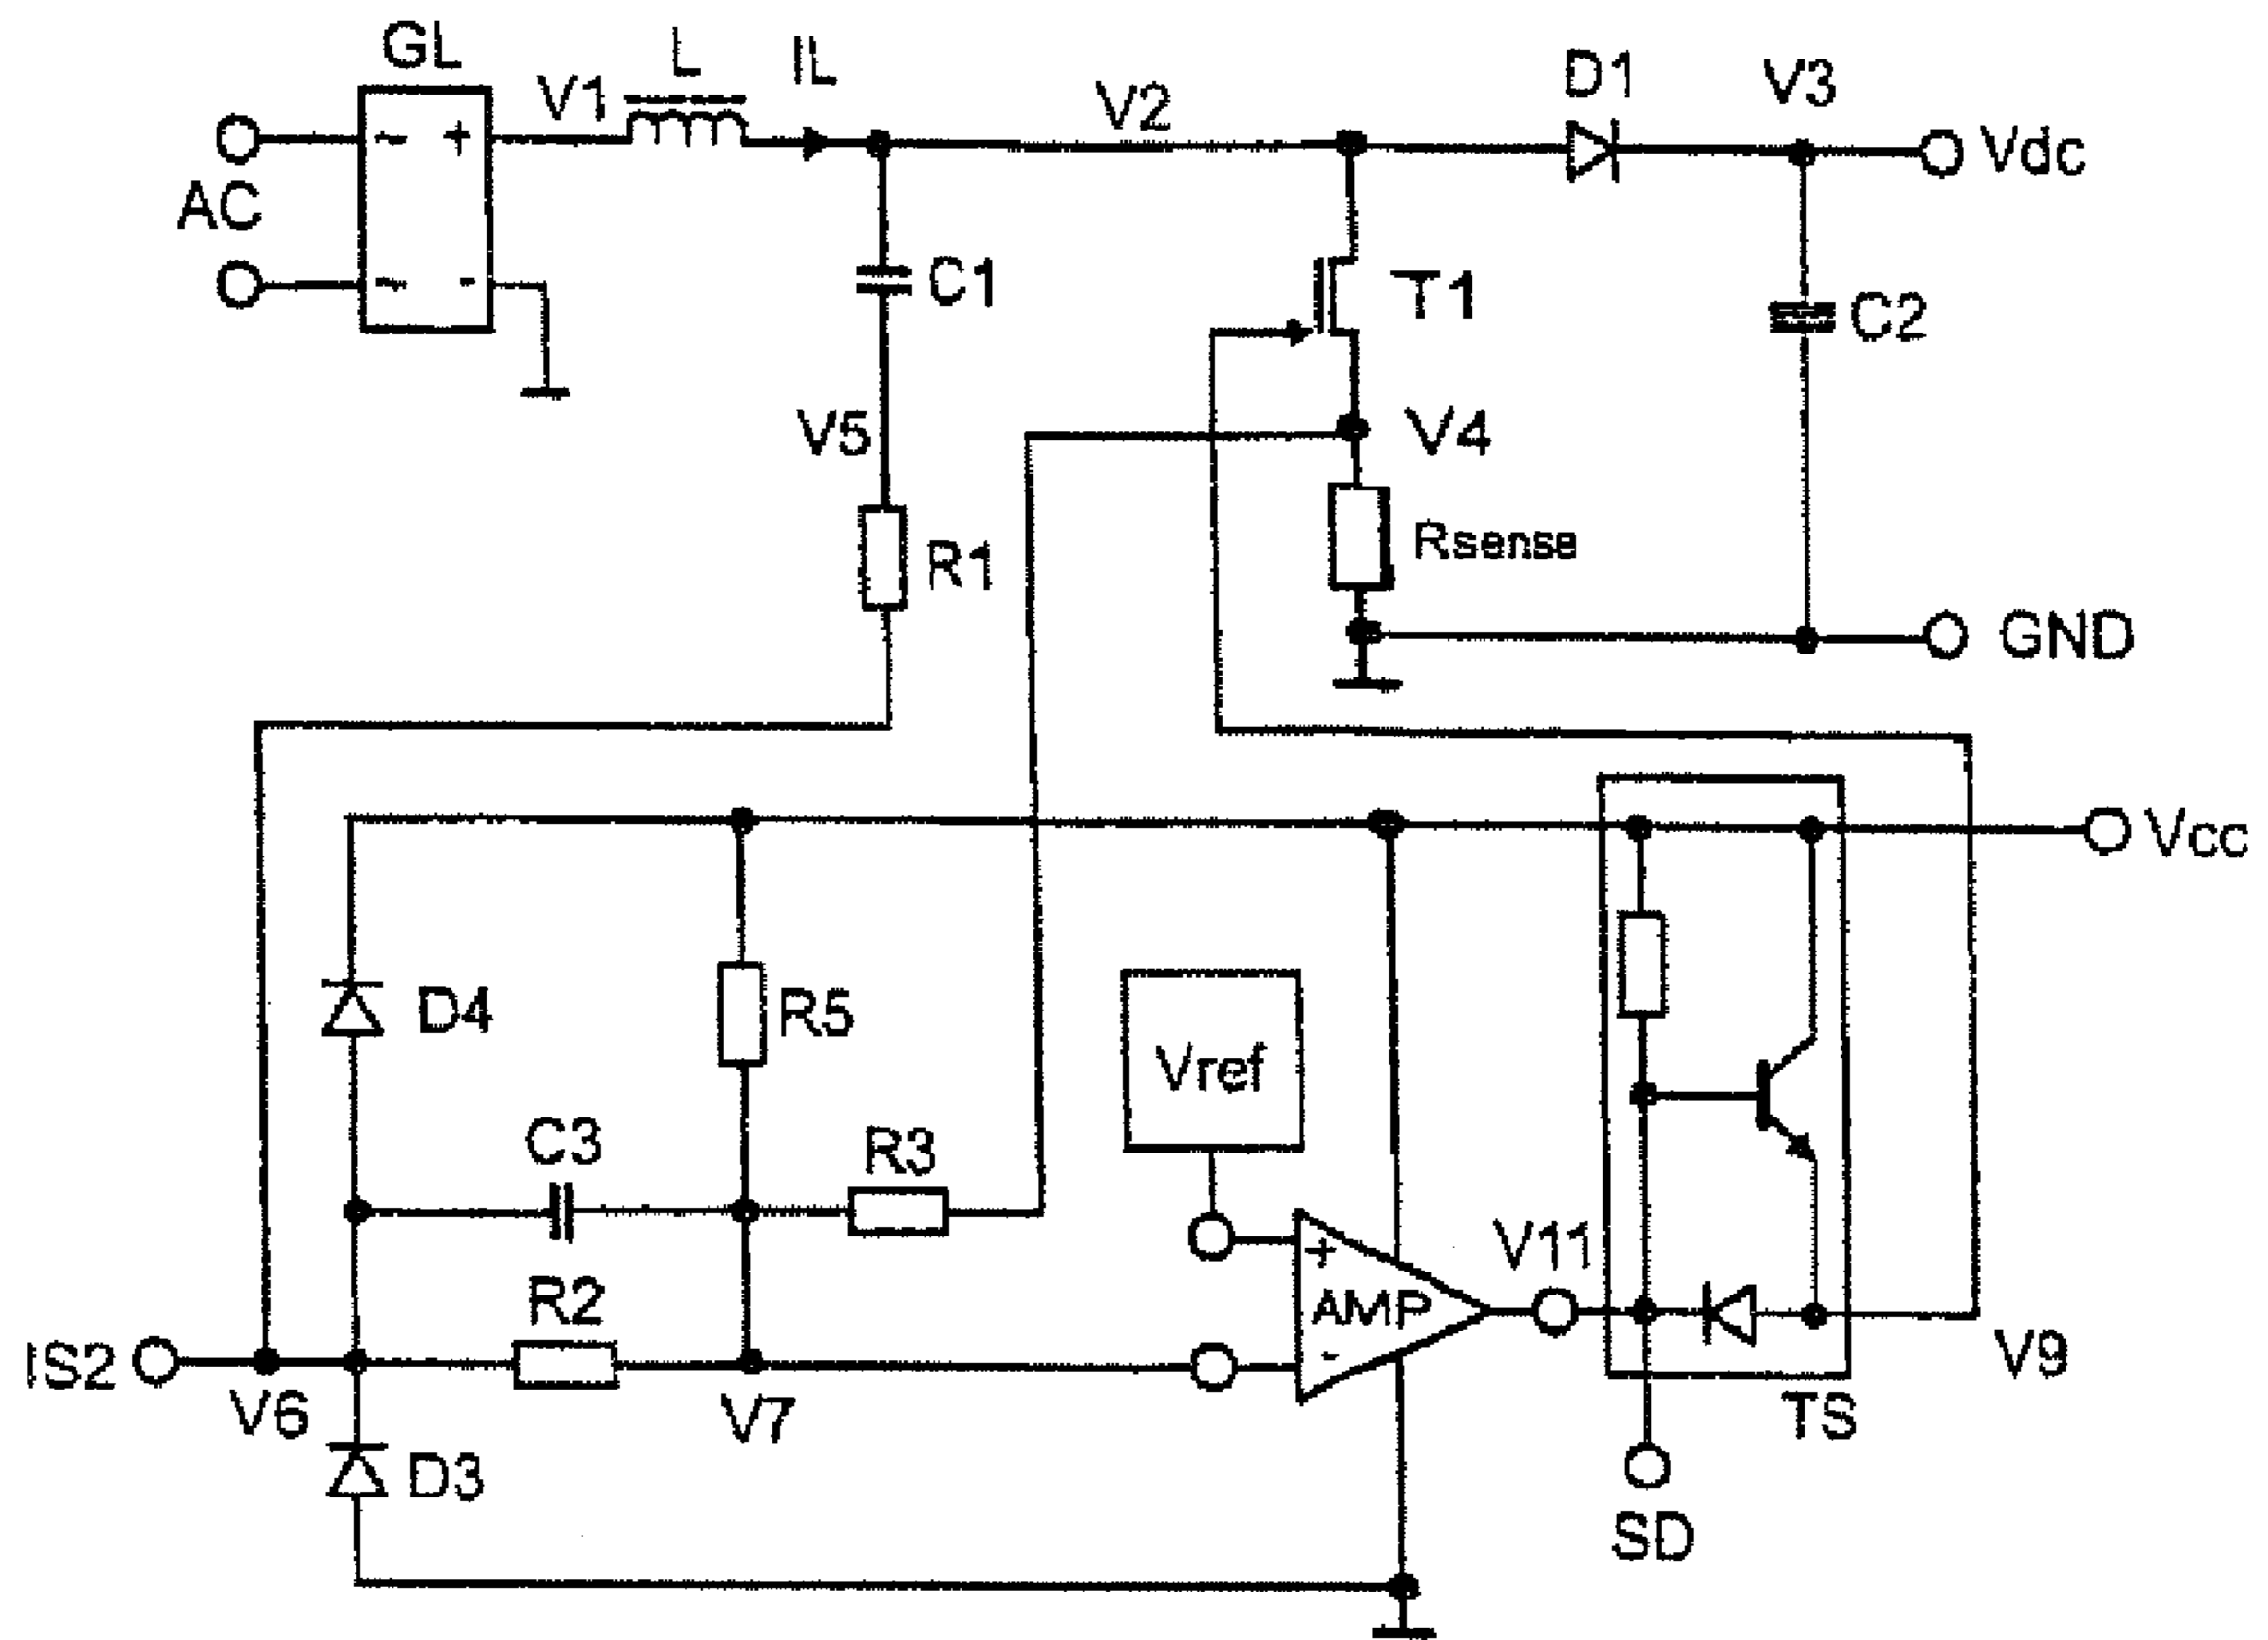 GL
V1
L
IL
V2
D1
V3
~ +
AC
Vdc
~ -
C1
T1
C2
V5
V4
R1
Rsense
GND
Vcc
D4
R5
Vref
C3
R3
R2
+
AMP
-
V11
IS2
V6
V7
V9
D3
TS
SD